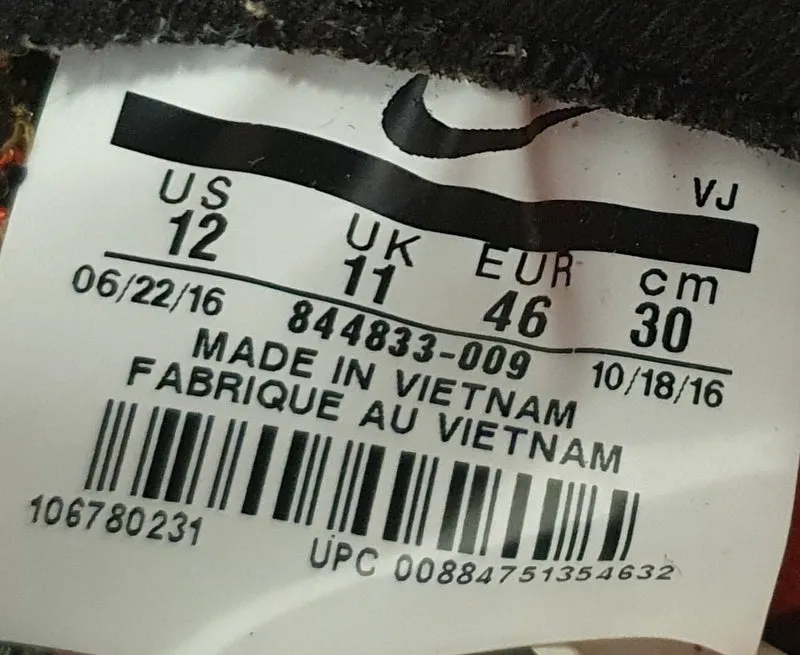 VJ
US UK EUR cm
12 11 46 30
06/22/16 844833-009 10/18/16
MADE IN VIETNAM
FABRIQUE AU VIETNAM
106780231 UPC 00884751354632